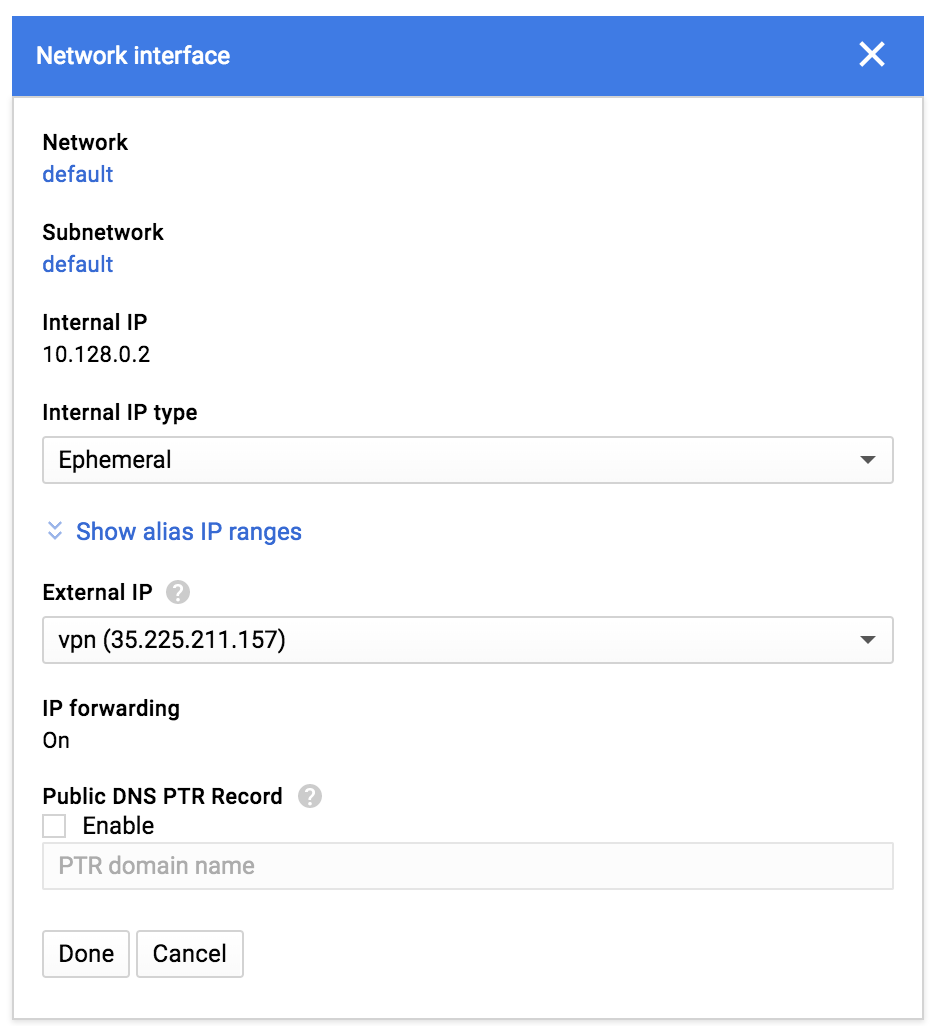 Network interface
Network
default
Subnetwork
default
Internal IP
10.128.0.2
Internal IP type
Ephemeral
Show alias IP ranges
External IP ?
vpn (35.225.211.157)
IP forwarding
On
Public DNS PTR Record ?
Enable
PTR domain name
Done Cancel